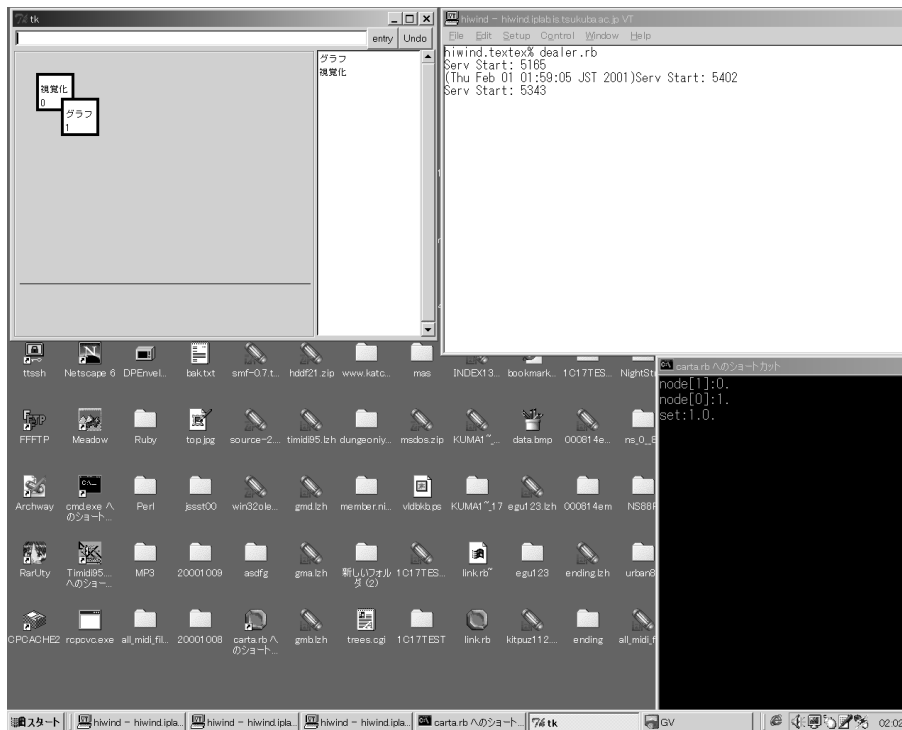 tk
entry Undo
視覚化
0
グラフ
1
グラフ
視覚化
hiwind - hiwind.iplab.is.tsukuba.ac.jp VT
File Edit Setup Control Window Help
hiwind.textex% dealer.rb
Serv Start: 5165
(Thu Feb 01 01:59:05 JST 2001)Serv Start: 5402
Serv Start: 5343
carta.rb へのショートカット
node[1]:0.
node[0]:1.
set:1.0.
ttssh Netscape 6 DPEnvel... bak.txt smf-0.7.t... hddf21.zip www.katc... mas INDEX13... bookmark... 1C17TES... NightStr
FFFTP Meadow Ruby top.jpg source-2... timidi95.lzh dungeoniy... msdos.zip KUMA1~_... data.bmp 000814e... ns_0_8
Archway cmd.exe へのショート... Perl jssst00 win32ole... gmd.lzh member.ni... vldbkb.ps KUMA1~_17 egu123.lzh 000814em NS88F
RarUty Timidi95... へのショー... MP3 20001009 asdfg gma.lzh 新しいフォルダ (2) 1C17TES... link.rb~ egu123 ending.lzh urban8
CPCACHE2 rcpcvc.exe all_midi_fil... 20001008 carta.rb へのショート... gmb.lzh trees.cgi 1C17TEST link.rb kitpuz112... ending all_midi_f
スタート hiwind - hiwind.ipla... hiwind - hiwind.ipla... hiwind - hiwind.ipla... carta.rb へのショート... tk GV 02:02